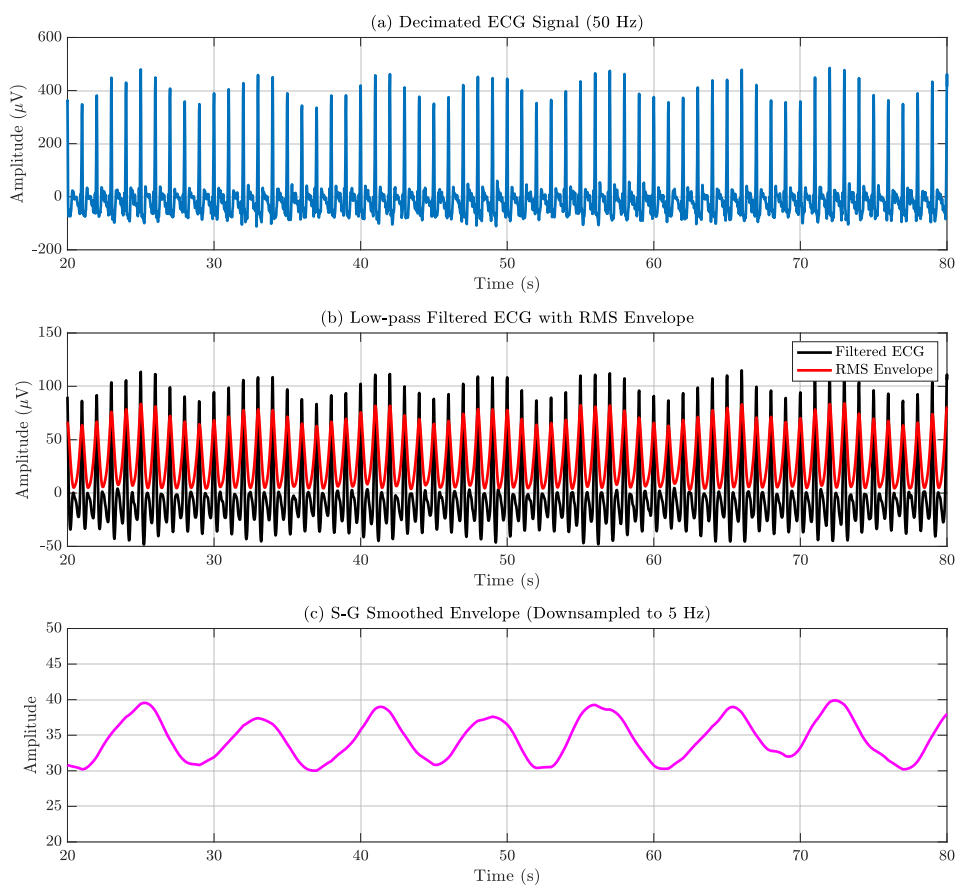 (a) Decimated ECG Signal (50 Hz)
600
400
200
0
-200
Amplitude (μV)
20 30 40 50 60 70 80
Time (s)
(b) Low-pass Filtered ECG with RMS Envelope
150
100
50
0
-50
Amplitude (μV)
Filtered ECG
RMS Envelope
20 30 40 50 60 70 80
Time (s)
(c) S-G Smoothed Envelope (Downsampled to 5 Hz)
50
45
40
35
30
25
20
Amplitude
20 30 40 50 60 70 80
Time (s)